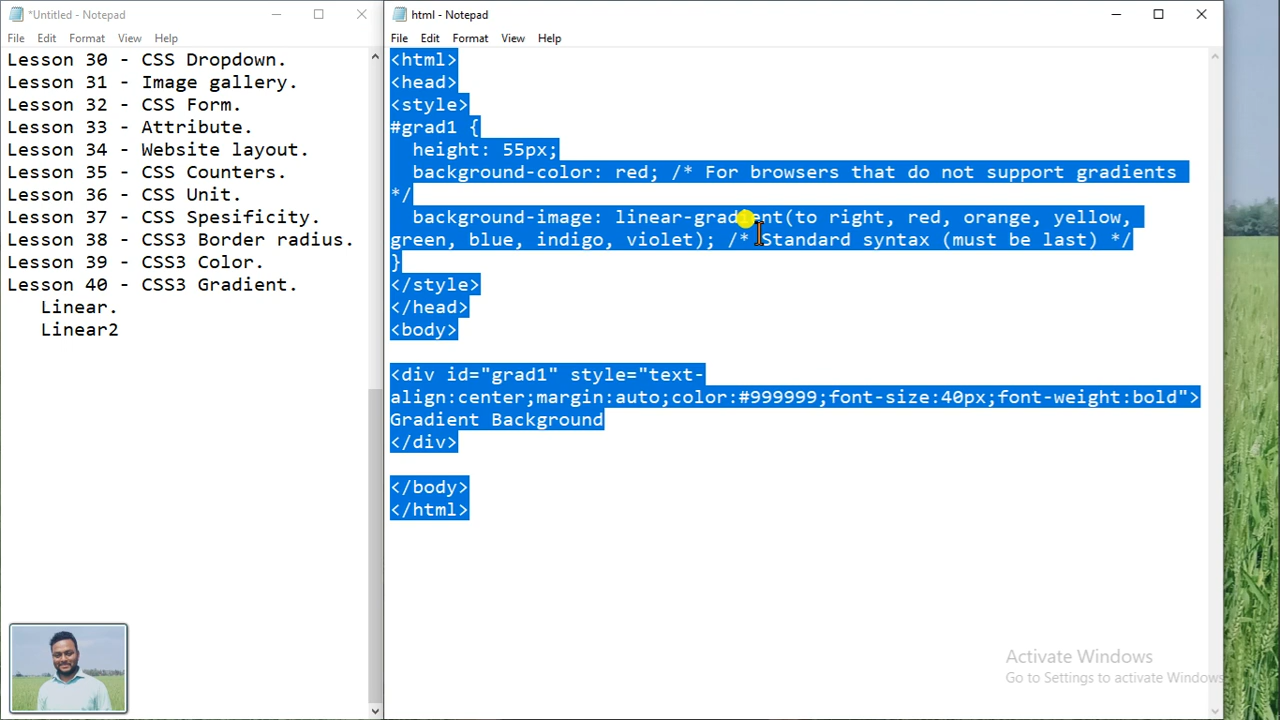 *Untitled - Notepad
File Edit Format View Help
Lesson 30 - CSS Dropdown.
Lesson 31 - Image gallery.
Lesson 32 - CSS Form.
Lesson 33 - Attribute.
Lesson 34 - Website layout.
Lesson 35 - CSS Counters.
Lesson 36 - CSS Unit.
Lesson 37 - CSS Spesificity.
Lesson 38 - CSS3 Border radius.
Lesson 39 - CSS3 Color.
Lesson 40 - CSS3 Gradient.
Linear.
Linear2
html - Notepad
File Edit Format View Help
<html>
<head>
<style>
#grad1 {
height: 55px;
background-color: red; /* For browsers that do not support gradients
*/
background-image: linear-gradient(to right, red, orange, yellow,
green, blue, indigo, violet); /* Standard syntax (must be last) */
}
</style>
</head>
<body>
<div id="grad1" style="text-
align:center;margin:auto;color:#999999;font-size:40px;font-weight:bold">
Gradient Background
</div>
</body>
</html>
Activate Windows
Go to Settings to activate Windows.